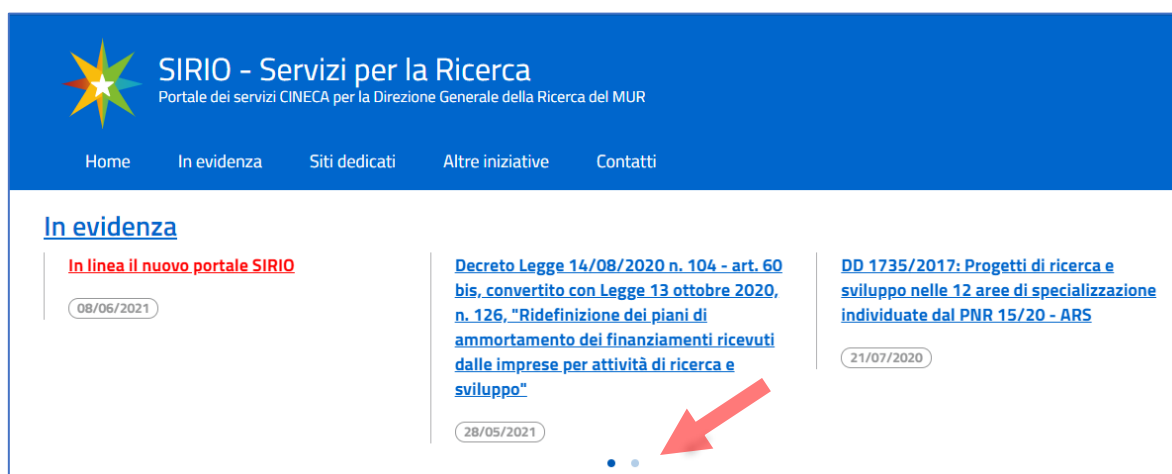 SIRIO - Servizi per la Ricerca
Portale dei servizi CINECA per la Direzione Generale della Ricerca del MUR
Home In evidenza Siti dedicati Altre iniziative Contatti
In evidenza
In linea il nuovo portale SIRIO
08/06/2021
Decreto Legge 14/08/2020 n. 104 - art. 60
bis, convertito con Legge 13 ottobre 2020,
n. 126, "Ridefinizione dei piani di
ammortamento dei finanziamenti ricevuti
dalle imprese per attività di ricerca e
sviluppo"
28/05/2021
DD 1735/2017: Progetti di ricerca e
sviluppo nelle 12 aree di specializzazione
individuate dal PNR 15/20 - ARS
21/07/2020